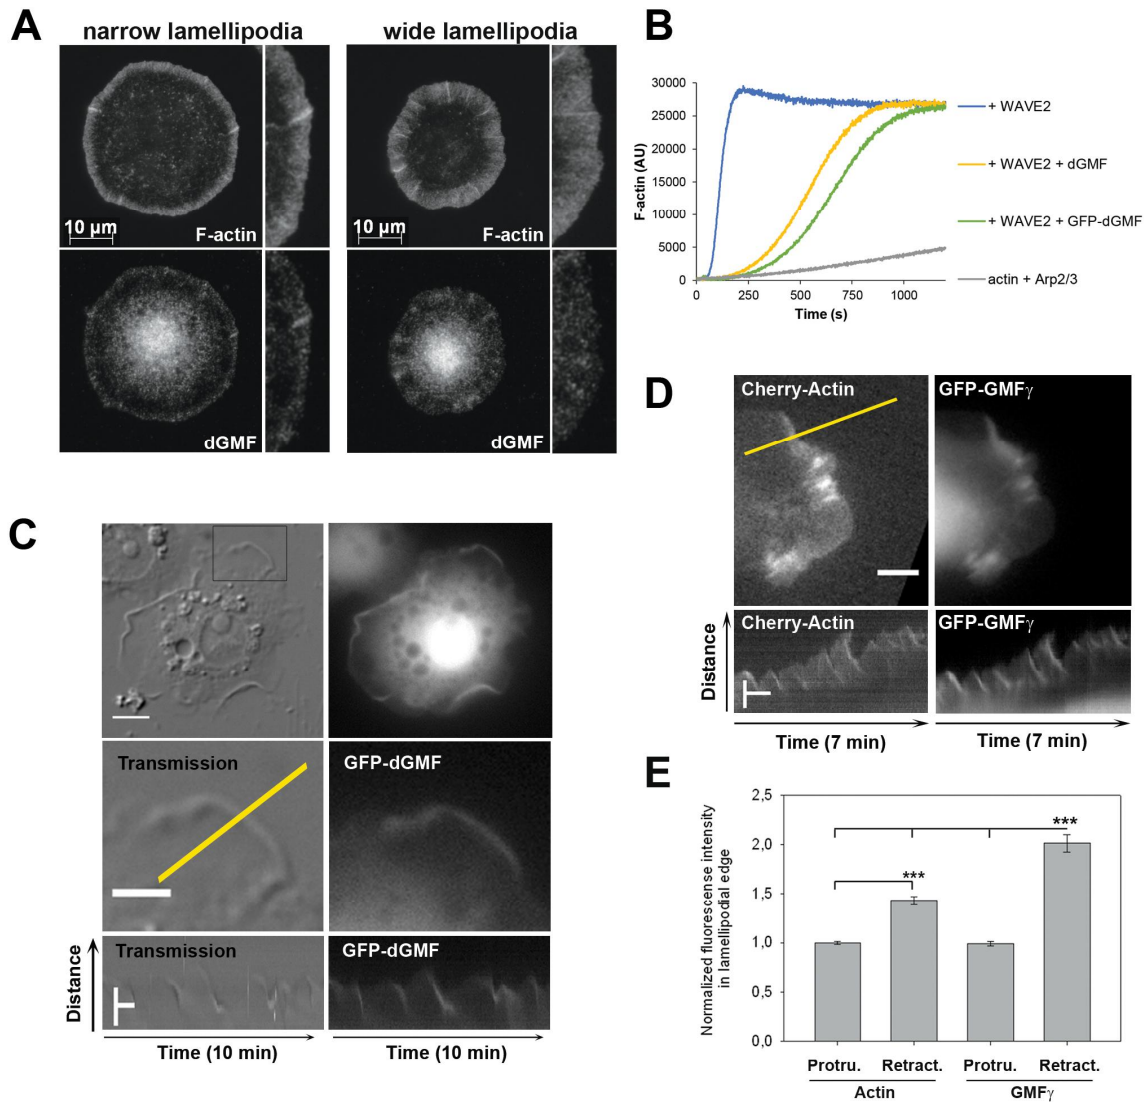 A
narrow lamellipodia
wide lamellipodia
10 µm
F-actin
10 µm
F-actin
dGMF
dGMF
B
30000
25000
20000
15000
10000
5000
0
F-actin (AU)
0
250
500
750
1000
Time (s)
+ WAVE2
+ WAVE2 + dGMF
+ WAVE2 + GFP-dGMF
actin + Arp2/3
C
Transmission
GFP-dGMF
Distance
Transmission
GFP-dGMF
Time (10 min)
Time (10 min)
D
Cherry-Actin
GFP-GMFγ
Distance
Cherry-Actin
GFP-GMFγ
Time (7 min)
Time (7 min)
E
Normalized fluorescense intensity
in lamellipodial edge
2,5
2,0
1,5
1,0
0,5
0,0
***
***
Protru.
Retract.
Protru.
Retract.
Actin
GMFγ